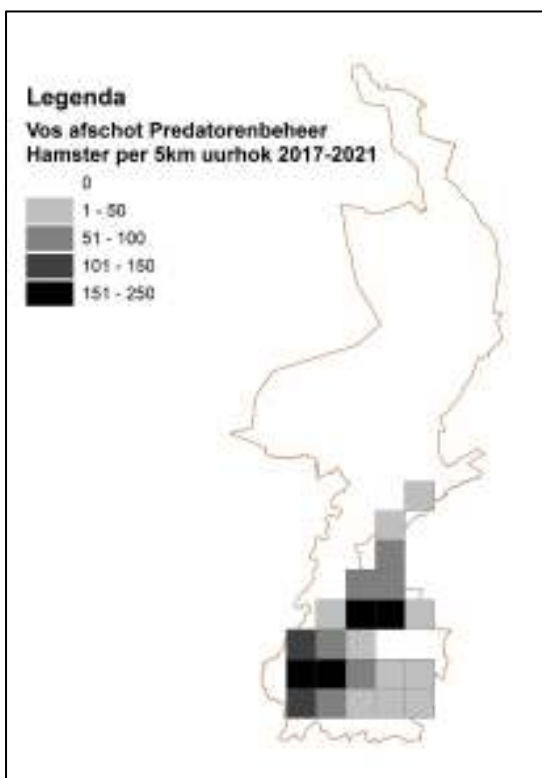 Legenda
Vos afschot Predatorenbeheer
Hamster per 5km uurhok 2017-2021
0
1 - 50
51 - 100
101 - 150
151 - 250